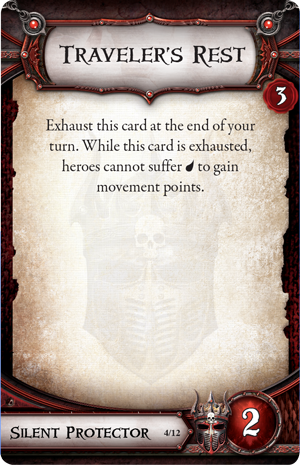 Traveler's Rest
3
Exhaust this card at the end of your
turn. While this card is exhausted,
heroes cannot suffer to gain
movement points.
Silent Protector 4/12
2